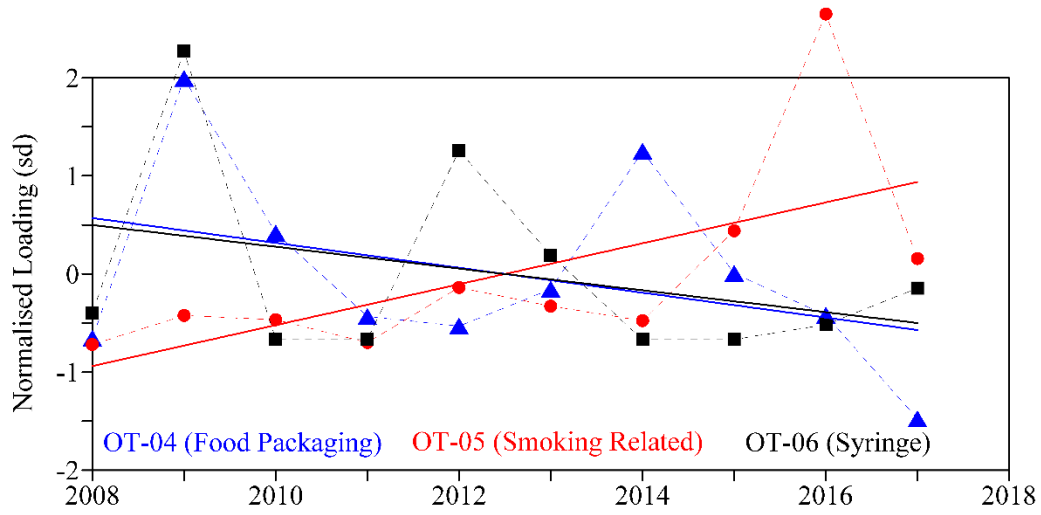 Normalised Loading (sd)
2
1
0
-1
-2
OT-04 (Food Packaging) OT-05 (Smoking Related) OT-06 (Syringe)
2008 2010 2012 2014 2016 2018